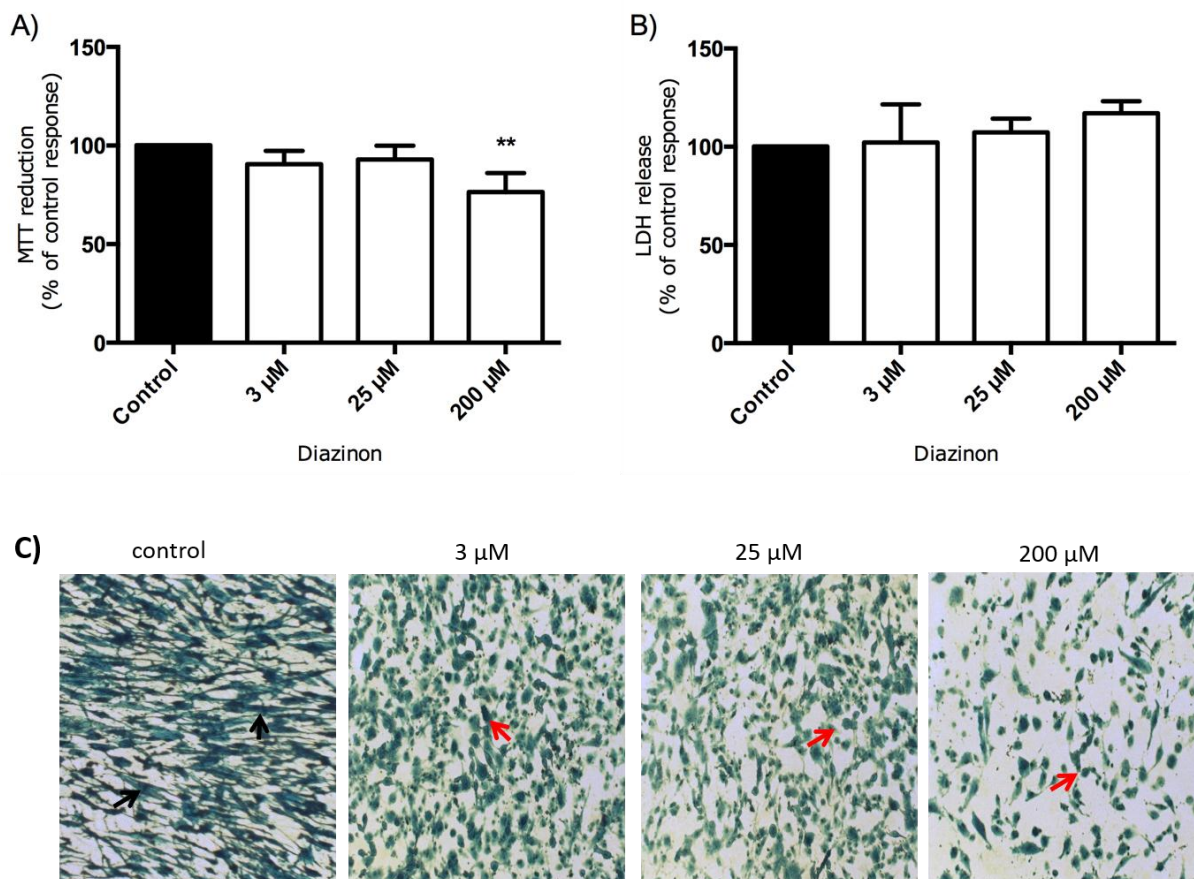 A)
150
100
50
0
MTT reduction
(% of control response)
**
Control
3 µM
25 µM
200 µM
Diazinon
B)
150
100
50
0
LDH release
(% of control response)
Control
3 µM
25 µM
200 µM
Diazinon
C)
control
3 µM
25 µM
200 µM